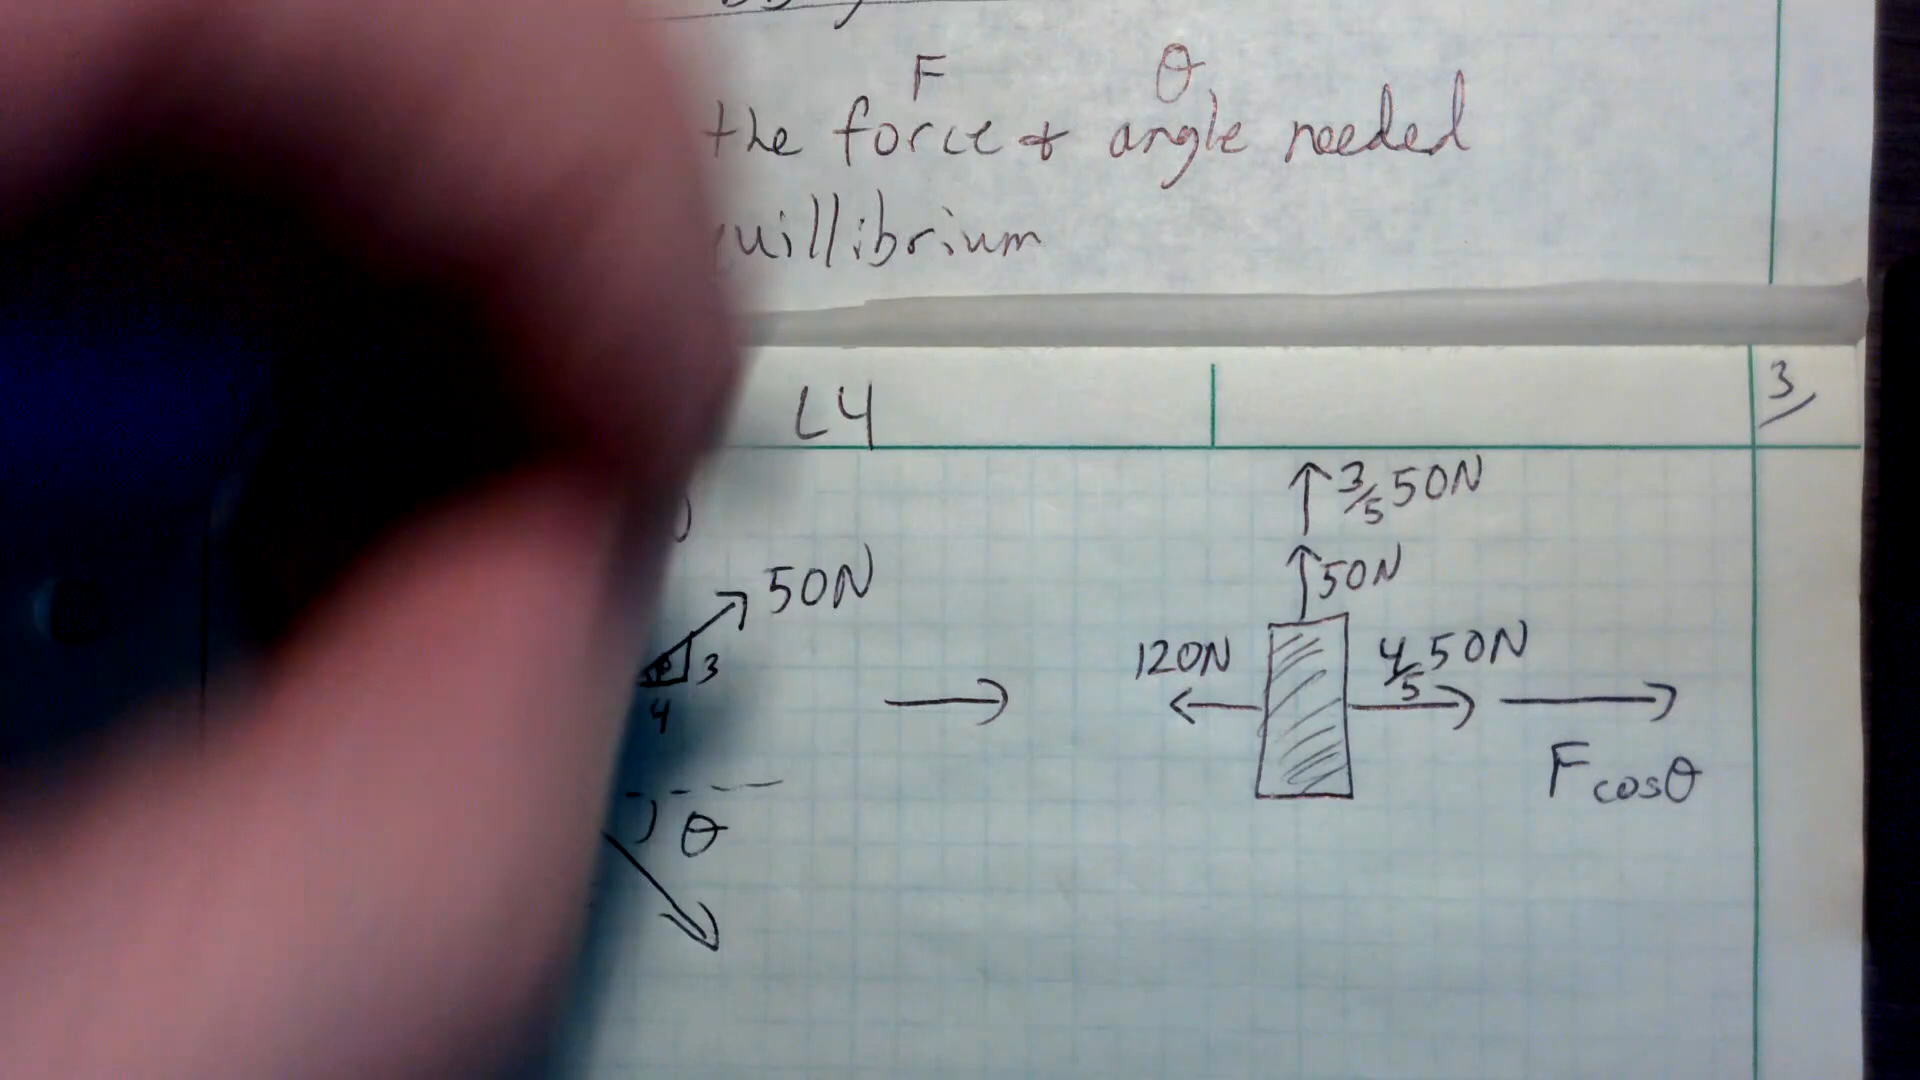 F θ
the force & angle needed
uillibrium
L4
3/
3/5 50N
50N
50N
3
4
120N
4/5 50N
F cosθ
θ